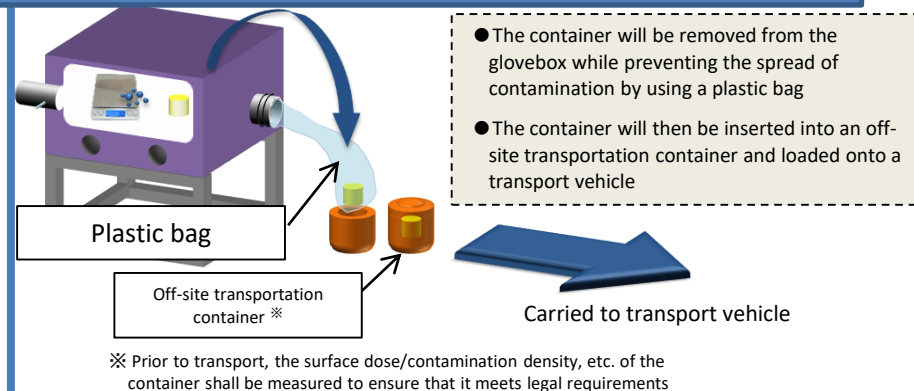 ● The container will be removed from the
glovebox while preventing the spread of
contamination by using a plastic bag
● The container will then be inserted into an off-
site transportation container and loaded onto a
transport vehicle
Plastic bag
Off-site transportation
container ※
Carried to transport vehicle
※ Prior to transport, the surface dose/contamination density, etc. of the
container shall be measured to ensure that it meets legal requirements